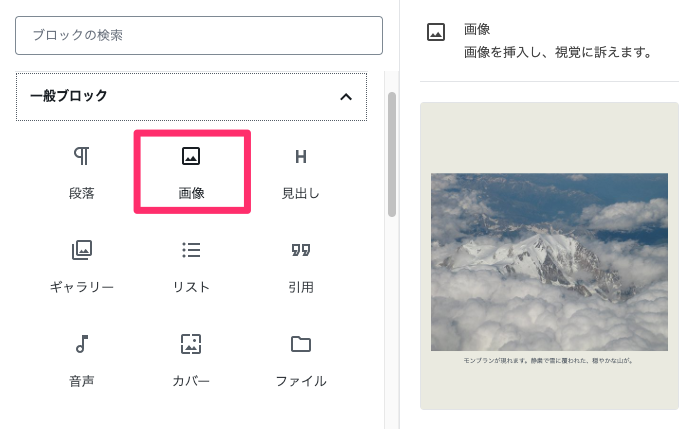 ブロックの検索
一般ブロック
段落
画像
見出し
ギャラリー
リスト
引用
音声
カバー
ファイル
画像
画像を挿入し、視覚に訴えます。
モンブランが現れます。静粛で雪に覆われた、穏やかな山が。